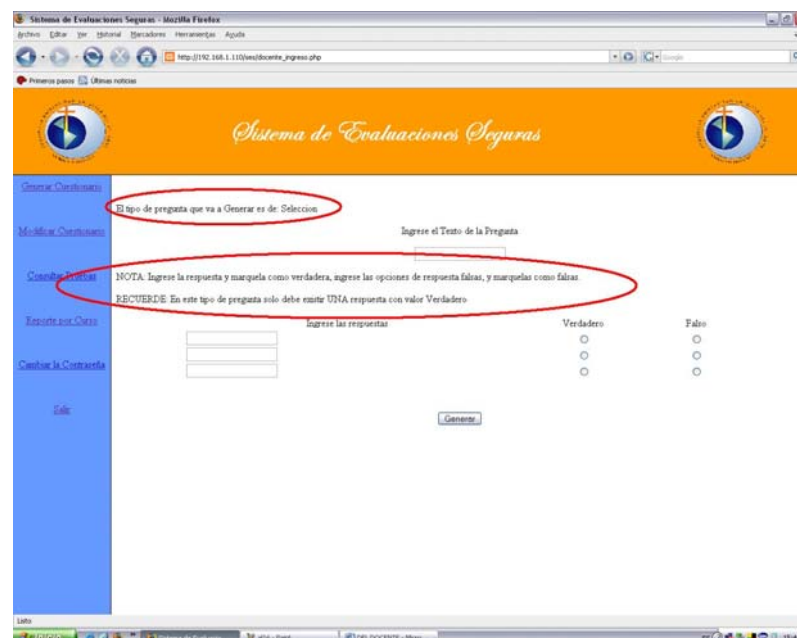 Sistema de Evaluaciones Seguras - Mozilla Firefox
Archivo Editar Ver Historial Marcadores Herramientas Ayuda
http://192.168.1.110/ses/docente_ingreso.php
Google
Primeros pasos Últimas noticias
Sistema de Evaluaciones Seguras
Generar Cuestionario
El tipo de pregunta que va a Generar es de: Seleccion
Modificar Cuestionario
Ingrese el Texto de la Pregunta
Consultar Pruebas
NOTA: Ingrese la respuesta y marquela como verdadera, ingrese las opciones de respuesta falsas, y marquelas como falsas.
RECUERDE: En este tipo de pregunta solo debe existir UNA respuesta con valor Verdadero
Reporte por Curso
Ingrese las respuestas Verdadero Falso
Cambiar la Contraseña
Salir
Generar
Listo